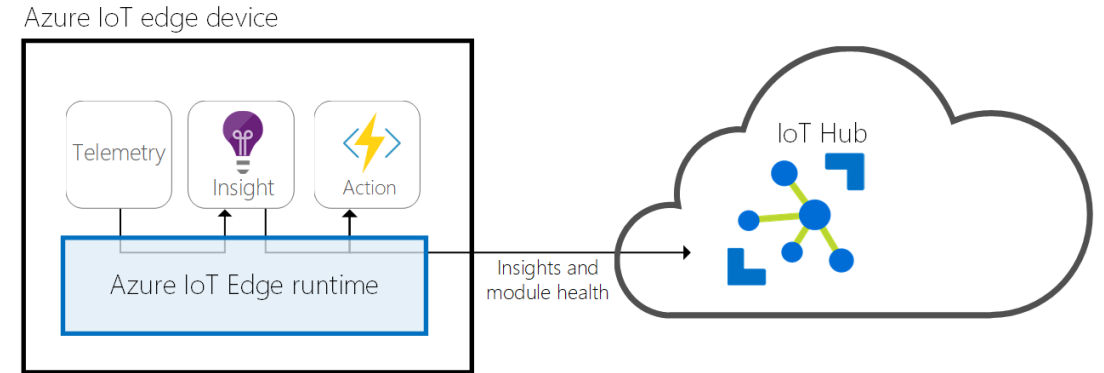 Azure IoT edge device
Telemetry
Insight
Action
Azure IoT Edge runtime
Insights and
module health
IoT Hub